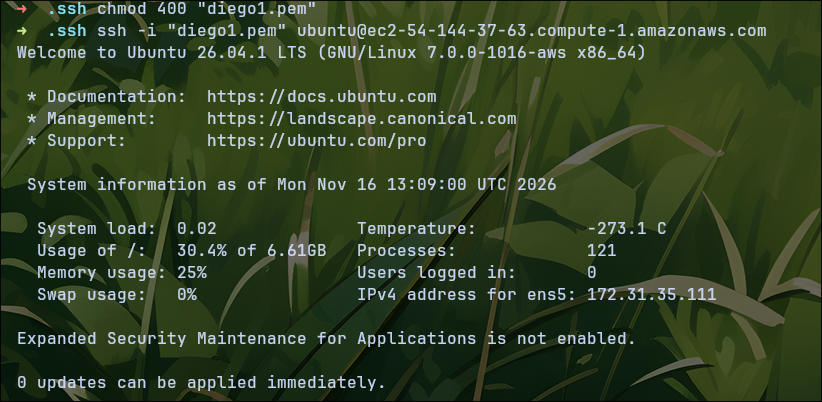 ➜  .ssh chmod 400 "diego1.pem"
➜  .ssh ssh -i "diego1.pem" ubuntu@ec2-54-144-37-63.compute-1.amazonaws.com
Welcome to Ubuntu 26.04.1 LTS (GNU/Linux 7.0.0-1016-aws x86_64)
* Documentation:  https://docs.ubuntu.com
* Management:     https://landscape.canonical.com
* Support:        https://ubuntu.com/pro
System information as of Mon Nov 16 13:09:00 UTC 2026
System load:  0.02              Temperature:           -273.1 C
Usage of /:   30.4% of 6.61GB   Processes:             121
Memory usage: 25%               Users logged in:       0
Swap usage:   0%                IPv4 address for ens5: 172.31.35.111
Expanded Security Maintenance for Applications is not enabled.
0 updates can be applied immediately.